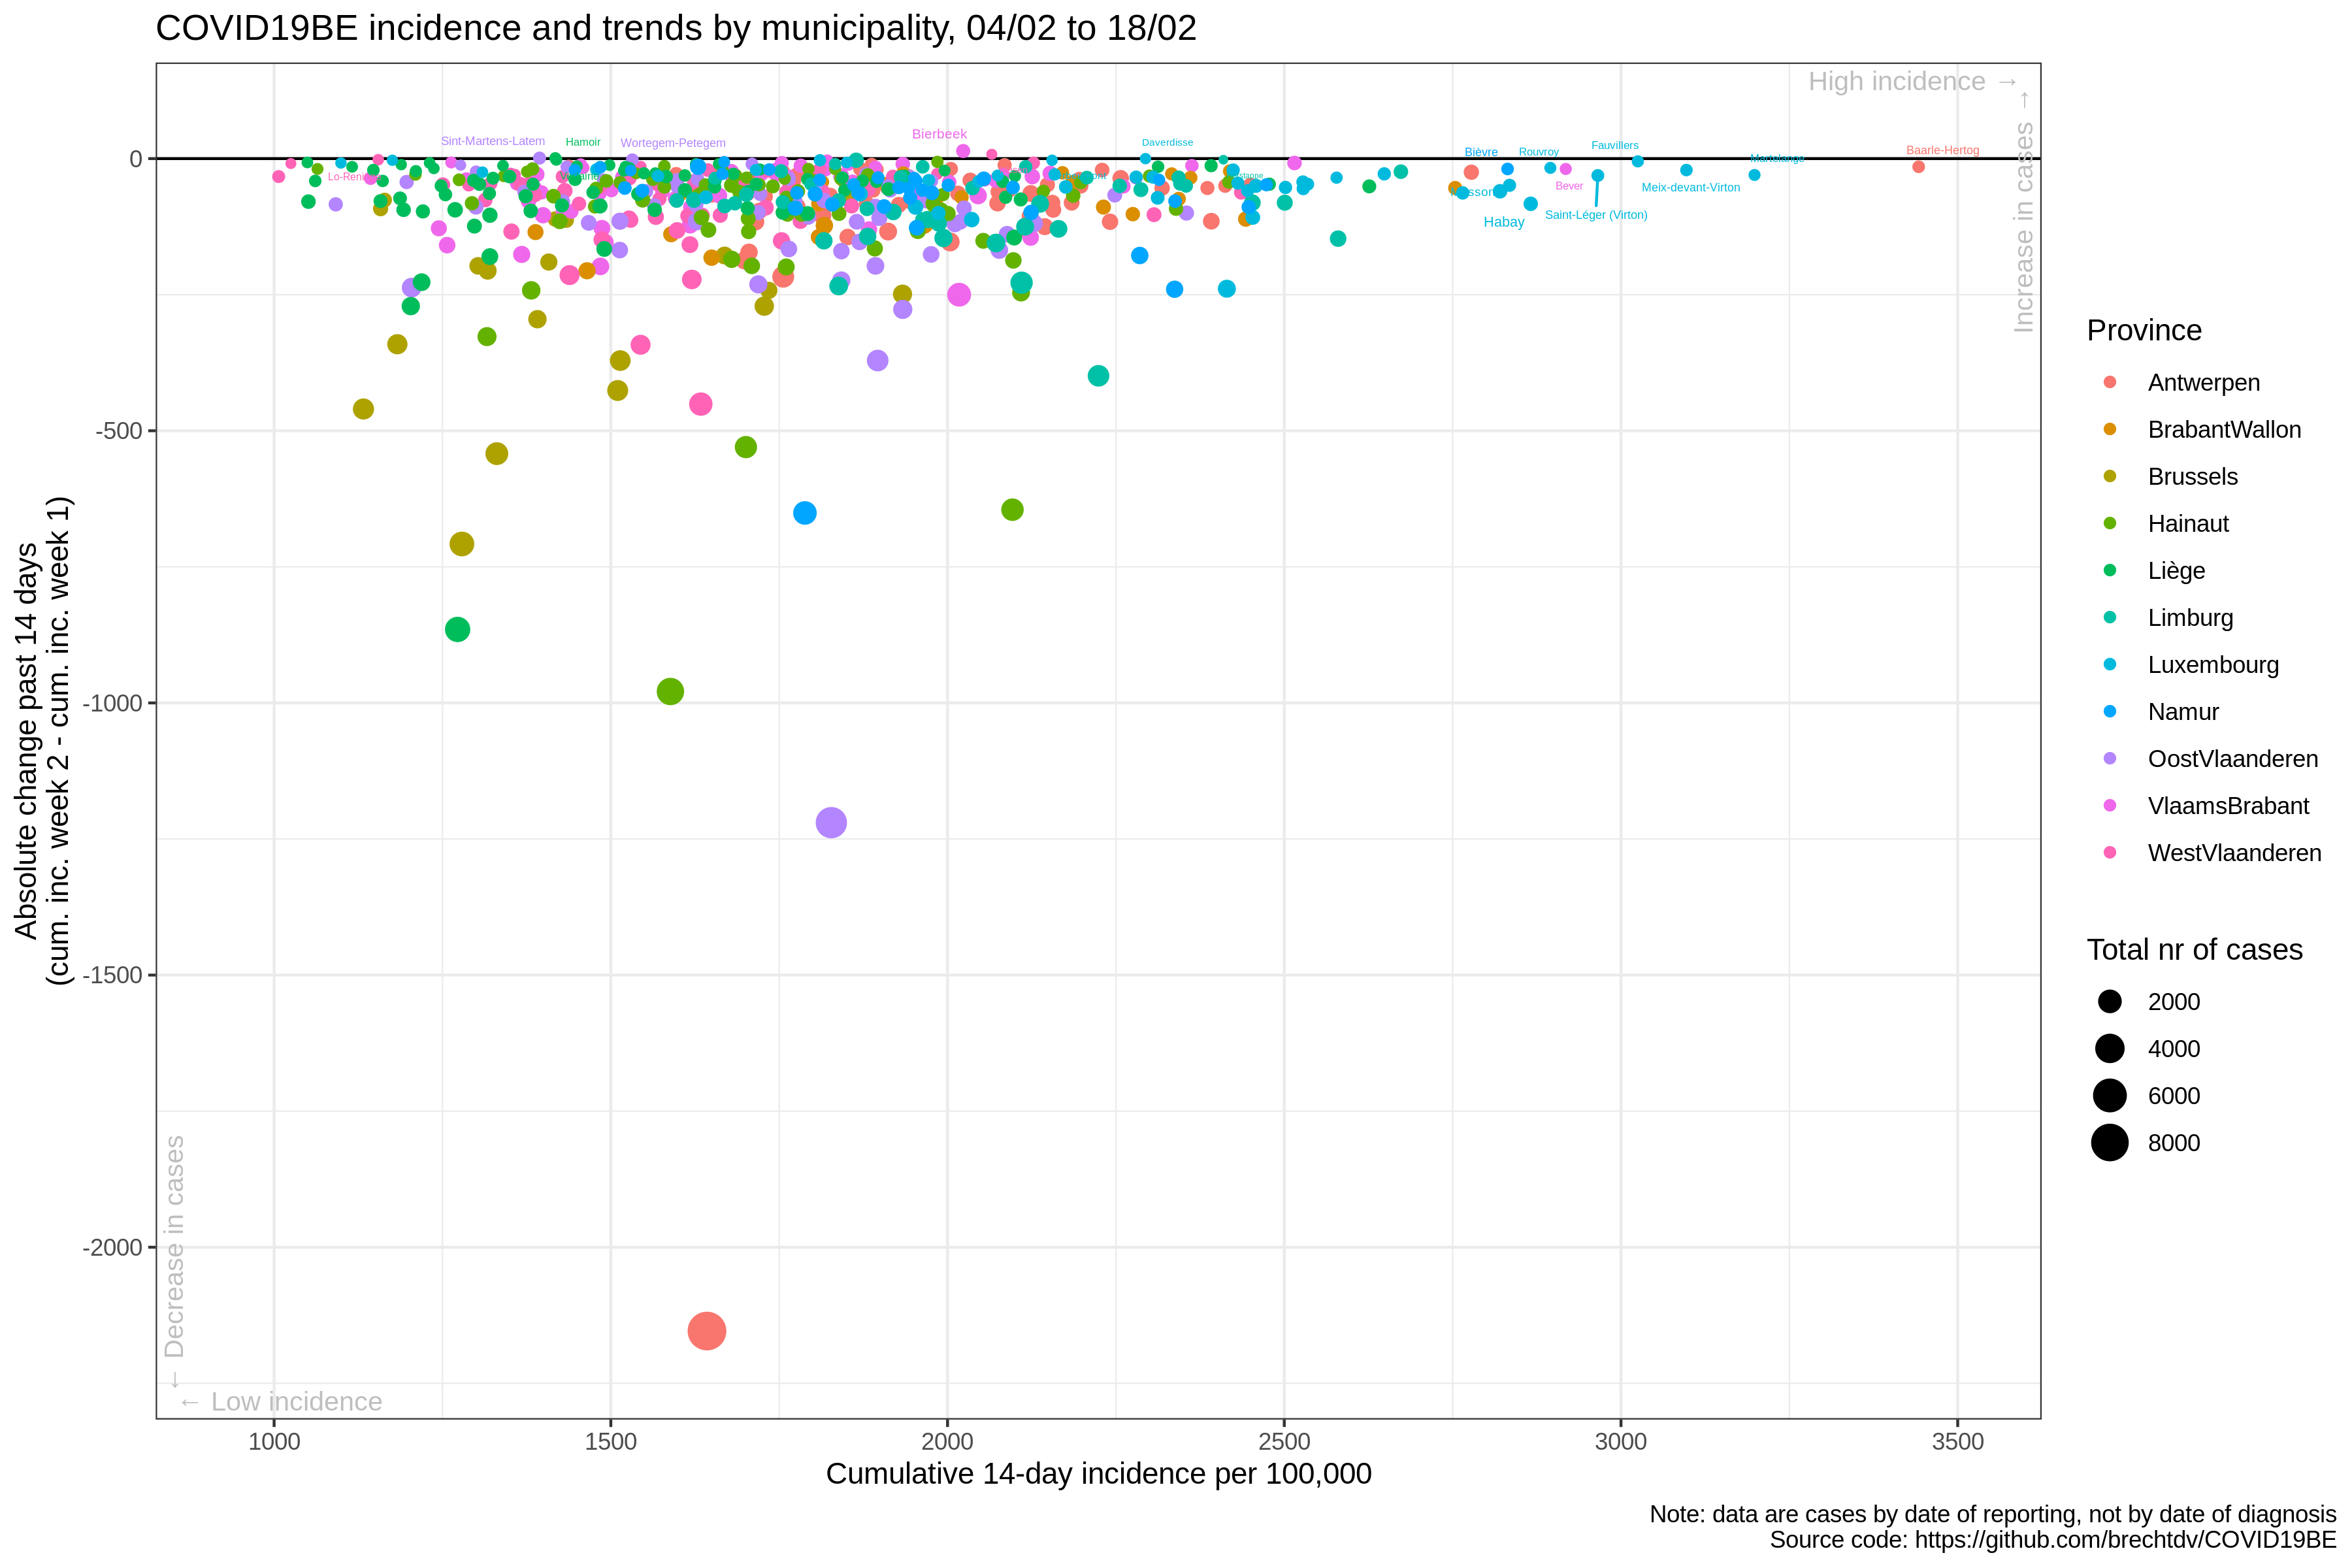 COVID19BE incidence and trends by municipality, 04/02 to 18/02
High incidence →
Increase in cases →
Sint-Martens-Latem
Hamoir
Wortegem-Petegem
Bierbeek
Daverdisse
Bièvre
Rouvroy
Fauvillers
Martelange
Baarle-Hertog
Bever
Meix-devant-Virton
Saint-Léger (Virton)
Habay
0
-500
-1000
-1500
-2000
Absolute change past 14 days
(cum. inc. week 2 - cum. inc. week 1)
← Decrease in cases
← Low incidence
1000
1500
2000
2500
3000
3500
Cumulative 14-day incidence per 100,000
Province
Antwerpen
BrabantWallon
Brussels
Hainaut
Liège
Limburg
Luxembourg
Namur
OostVlaanderen
VlaamsBrabant
WestVlaanderen
Total nr of cases
2000
4000
6000
8000
Note: data are cases by date of reporting, not by date of diagnosis
Source code: https://github.com/brechtdv/COVID19BE